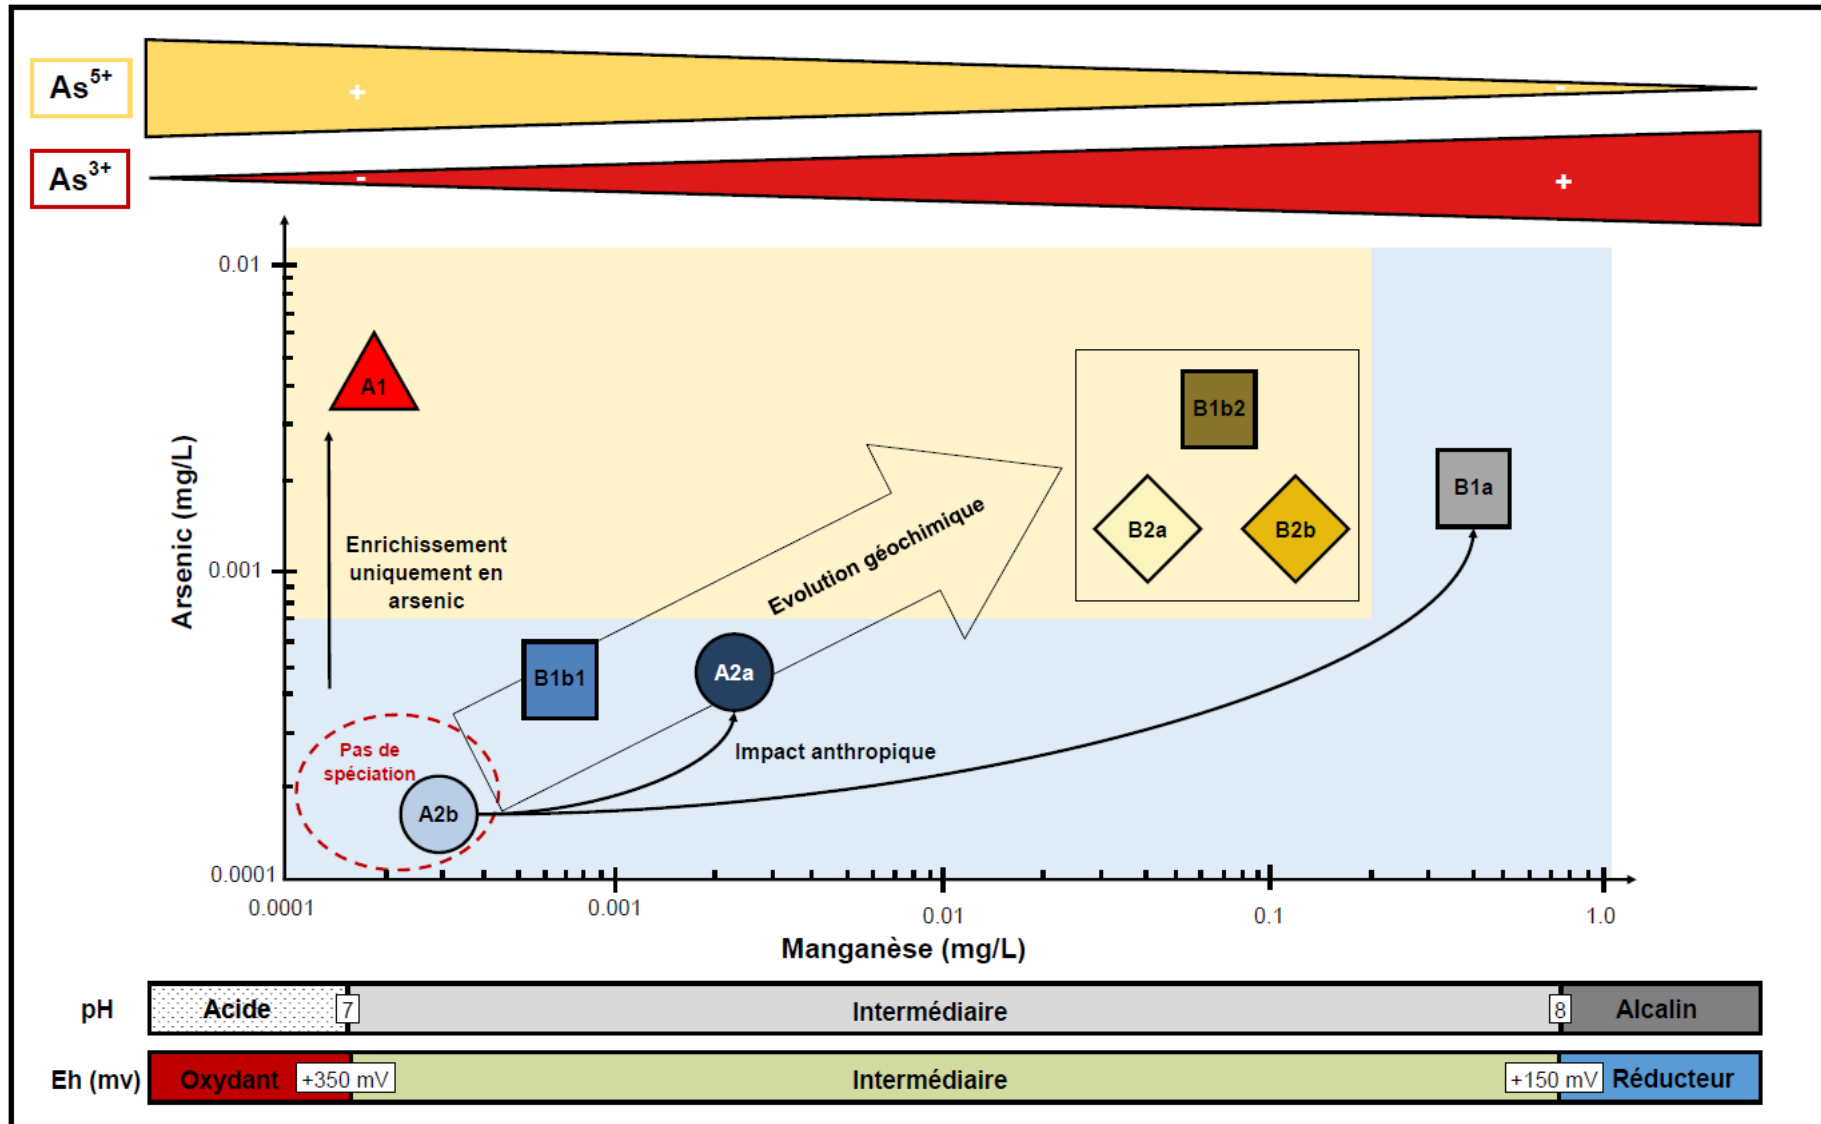 As5+
+
-
As3+
-
+
0.01
A1
B1b2
B1a
Arsenic (mg/L)
Evolution géochimique
B2a
B2b
Enrichissement
uniquement en
arsenic
0.001
B1b1
A2a
Pas de
spéciation
Impact anthropique
A2b
0.0001
0.0001
0.001
0.01
0.1
1.0
Manganèse (mg/L)
pH
Acide
7
Intermédiaire
8
Alcalin
Eh (mv)
Oxydant
+350 mV
Intermédiaire
+150 mV
Réducteur